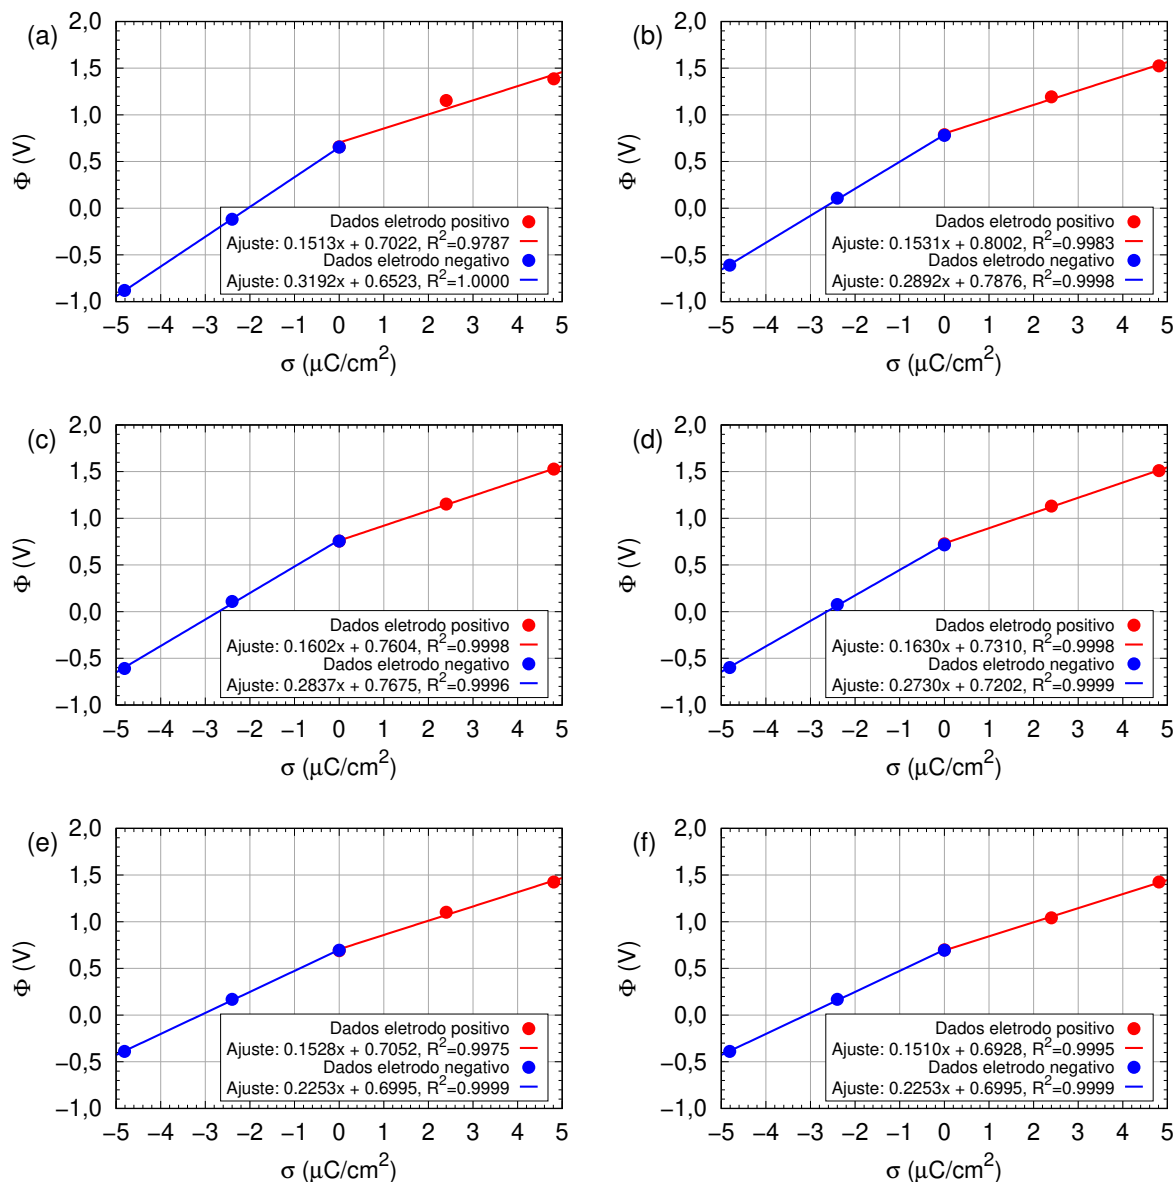 (a)
2,0
1,5
1,0
0,5
0,0
−0,5
−1,0
Φ (V)
Dados eletrodo positivo
Ajuste: 0.1513x + 0.7022, R²=0.9787
Dados eletrodo negativo
Ajuste: 0.3192x + 0.6523, R²=1.0000
−5 −4 −3 −2 −1 0 1 2 3 4 5
σ (μC/cm²)
(b)
2,0
1,5
1,0
0,5
0,0
−0,5
−1,0
Φ (V)
Dados eletrodo positivo
Ajuste: 0.1531x + 0.8002, R²=0.9983
Dados eletrodo negativo
Ajuste: 0.2892x + 0.7876, R²=0.9998
−5 −4 −3 −2 −1 0 1 2 3 4 5
σ (μC/cm²)
(c)
2,0
1,5
1,0
0,5
0,0
−0,5
−1,0
Φ (V)
Dados eletrodo positivo
Ajuste: 0.1602x + 0.7604, R²=0.9998
Dados eletrodo negativo
Ajuste: 0.2837x + 0.7675, R²=0.9996
−5 −4 −3 −2 −1 0 1 2 3 4 5
σ (μC/cm²)
(d)
2,0
1,5
1,0
0,5
0,0
−0,5
−1,0
Φ (V)
Dados eletrodo positivo
Ajuste: 0.1630x + 0.7310, R²=0.9998
Dados eletrodo negativo
Ajuste: 0.2730x + 0.7202, R²=0.9999
−5 −4 −3 −2 −1 0 1 2 3 4 5
σ (μC/cm²)
(e)
2,0
1,5
1,0
0,5
0,0
−0,5
−1,0
Φ (V)
Dados eletrodo positivo
Ajuste: 0.1528x + 0.7052, R²=0.9975
Dados eletrodo negativo
Ajuste: 0.2253x + 0.6995, R²=0.9999
−5 −4 −3 −2 −1 0 1 2 3 4 5
σ (μC/cm²)
(f)
2,0
1,5
1,0
0,5
0,0
−0,5
−1,0
Φ (V)
Dados eletrodo positivo
Ajuste: 0.1510x + 0.6928, R²=0.9995
Dados eletrodo negativo
Ajuste: 0.2253x + 0.6995, R²=0.9999
−5 −4 −3 −2 −1 0 1 2 3 4 5
σ (μC/cm²)